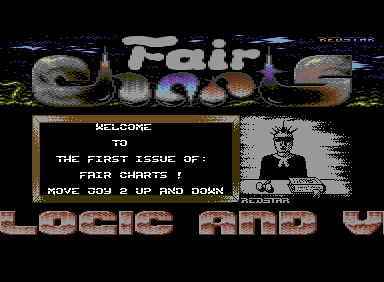 REDSTAR
Fair
CHARTS
WELCOME
TO
THE FIRST ISSUE OF:
FAIR CHARTS !
MOVE JOY 2 UP AND DOWN
REDSTAR
LOGIC AND